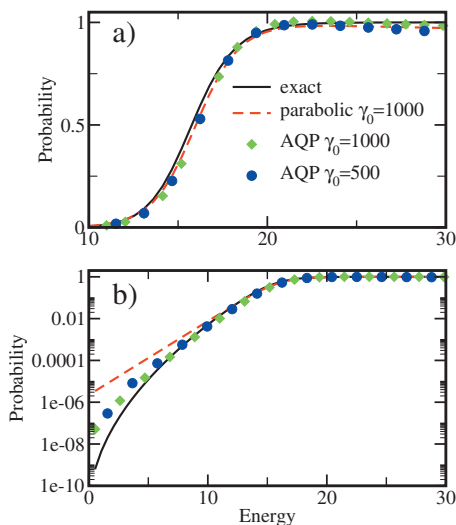 a)
1
0.5
0
Probability
exact
parabolic γ0=1000
AQP γ0=1000
AQP γ0=500
10 20 30
b)
1
0.01
0.0001
1e-06
1e-08
1e-10
Probability
0 10 20 30
Energy